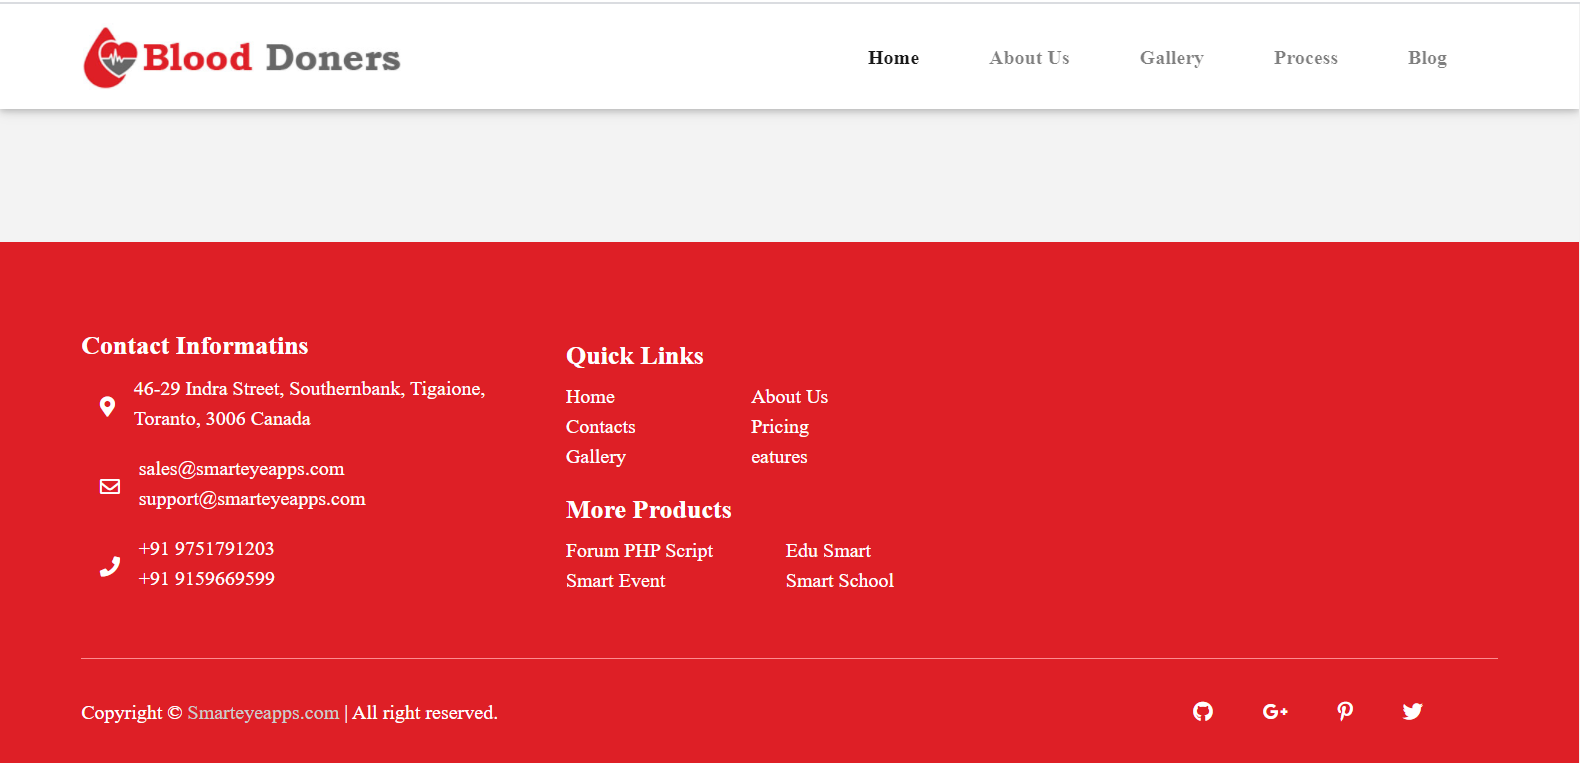 Blood Doners
Home About Us Gallery Process Blog
Contact Informatins
46-29 Indra Street, Southernbank, Tigaione,
Toranto, 3006 Canada
sales@smarteyeapps.com
support@smarteyeapps.com
+91 9751791203
+91 9159669599
Quick Links
Home About Us
Contacts Pricing
Gallery eatures
More Products
Forum PHP Script Edu Smart
Smart Event Smart School
Copyright © Smarteyeapps.com | All right reserved.